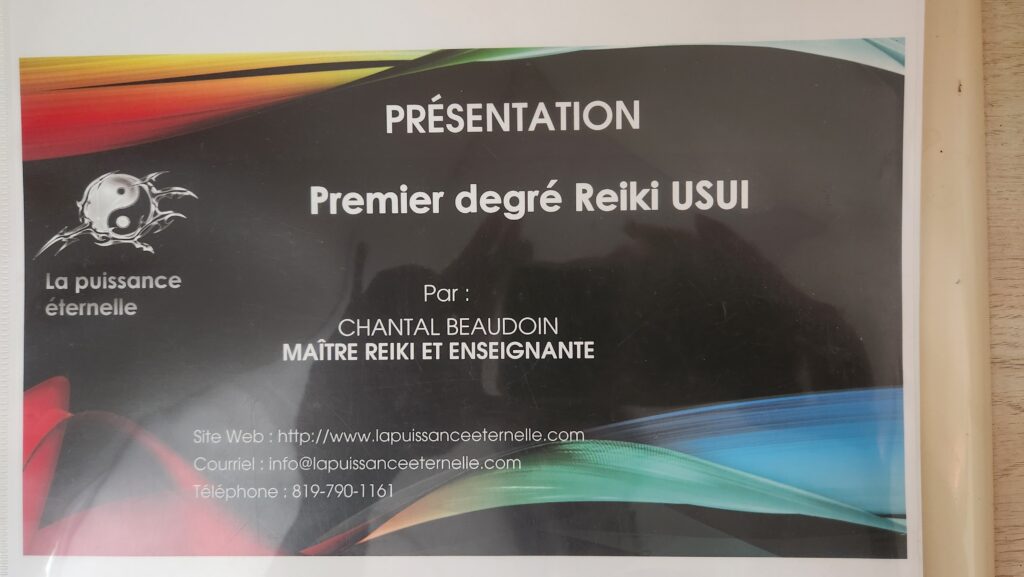 PRÉSENTATION
Premier degré Reiki USUI
La puissance
éternelle
Par :
CHANTAL BEAUDOIN
MAÎTRE REIKI ET ENSEIGNANTE
Site Web : http://www.lapuissanceeternelle.com
Courriel : info@lapuissanceeternelle.com
Téléphone : 819-790-1161